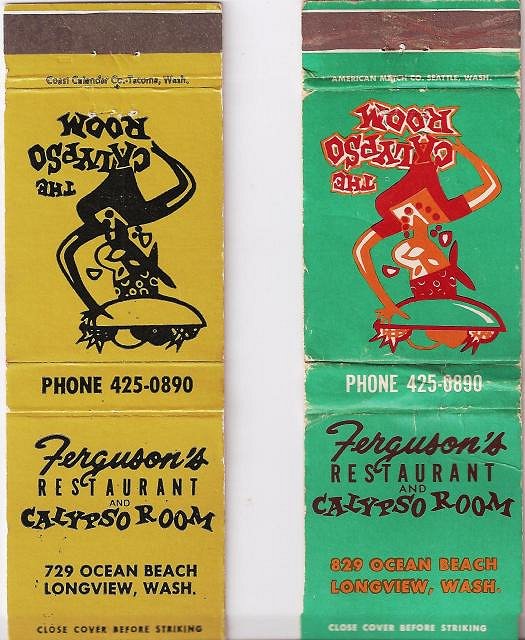 Coast Calendar Co.-Tacoma, Wash.
THE
CALYPSO
ROOM
PHONE 425-0890
Ferguson's
RESTAURANT
AND
CALYPSO ROOM
729 OCEAN BEACH
LONGVIEW, WASH.
CLOSE COVER BEFORE STRIKING
AMERICAN MATCH CO. SEATTLE, WASH.
THE
CALYPSO
ROOM
PHONE 425-0890
Ferguson's
RESTAURANT
AND
CALYPSO ROOM
829 OCEAN BEACH
LONGVIEW, WASH.
CLOSE COVER BEFORE STRIKING